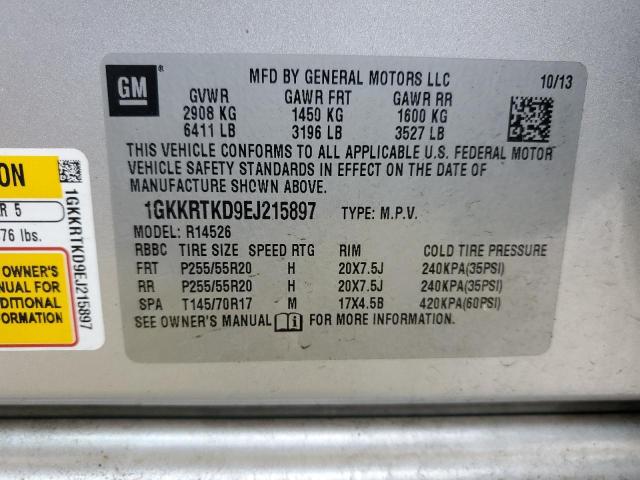 GM
MFD BY GENERAL MOTORS LLC 10/13
GVWR GAWR FRT GAWR RR
2908 KG 1450 KG 1600 KG
6411 LB 3196 LB 3527 LB
THIS VEHICLE CONFORMS TO ALL APPLICABLE U.S. FEDERAL MOTOR
VEHICLE SAFETY STANDARDS IN EFFECT ON THE DATE OF
MANUFACTURE SHOWN ABOVE.
1GKKRTKD9EJ215897 TYPE: M.P.V.
MODEL: R14526
RBBC TIRE SIZE SPEED RTG RIM COLD TIRE PRESSURE
FRT P255/55R20 H 20X7.5J 240KPA(35PSI)
RR P255/55R20 H 20X7.5J 240KPA(35PSI)
SPA T145/70R17 M 17X4.5B 420KPA(60PSI)
SEE OWNER'S MANUAL i FOR MORE INFORMATION.
ON
R 5
76 lbs.
OWNER'S
NUAL FOR
DITIONAL
FORMATION
1GKKRTKD9EJ215897